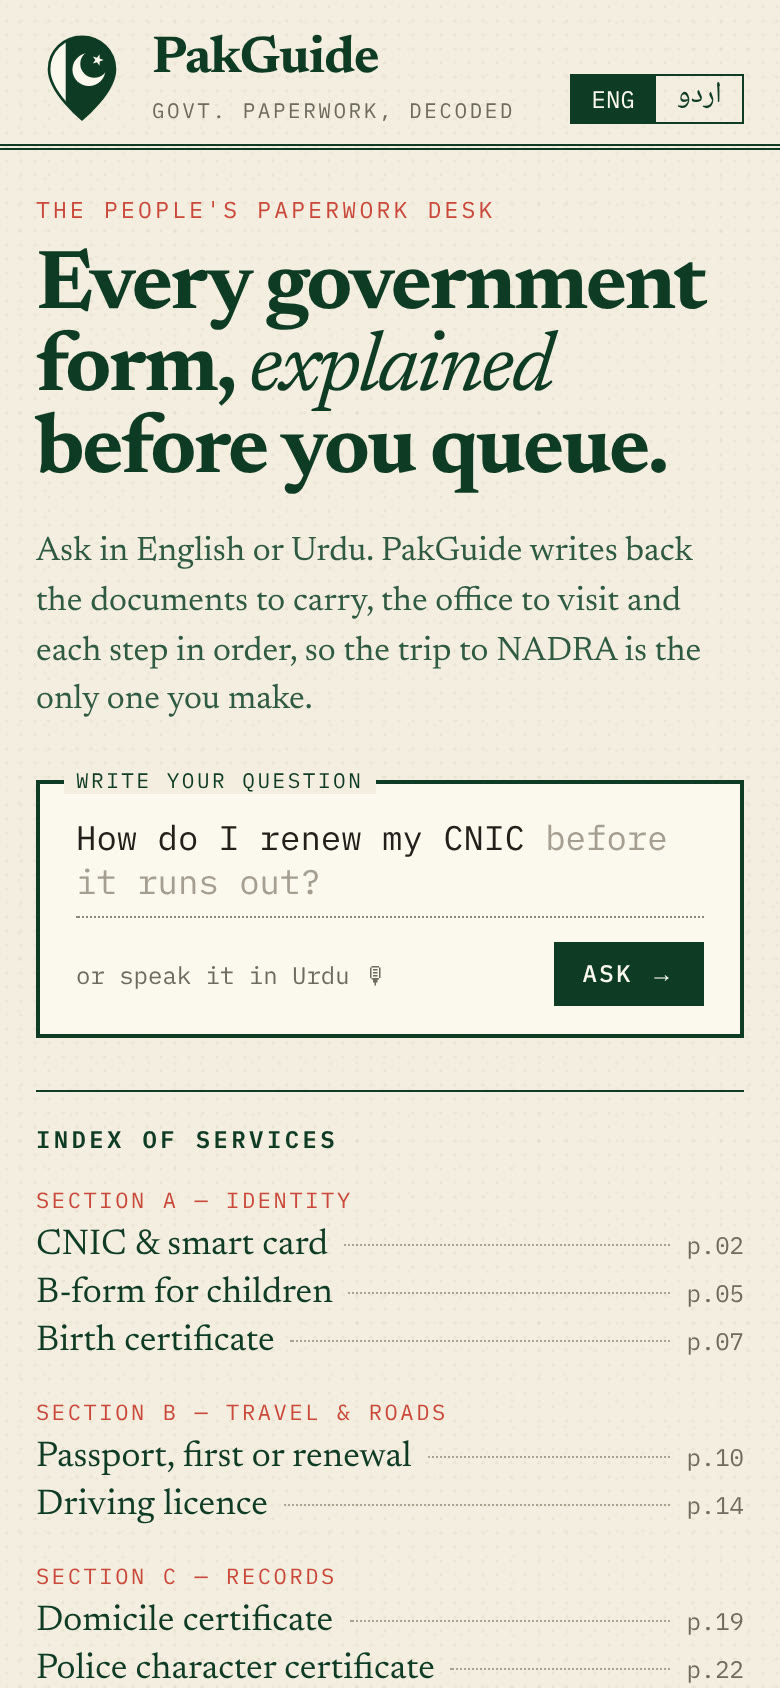 PakGuide
GOVT. PAPERWORK, DECODED
ENG
اردو
THE PEOPLE'S PAPERWORK DESK
Every government
form, explained
before you queue.
Ask in English or Urdu. PakGuide writes back
the documents to carry, the office to visit and
each step in order, so the trip to NADRA is the
only one you make.
WRITE YOUR QUESTION
How do I renew my CNIC before
it runs out?
or speak it in Urdu 🎙
ASK →
INDEX OF SERVICES
SECTION A — IDENTITY
CNIC & smart card p.02
B-form for children p.05
Birth certificate p.07
SECTION B — TRAVEL & ROADS
Passport, first or renewal p.10
Driving licence p.14
SECTION C — RECORDS
Domicile certificate p.19
Police character certificate p.22